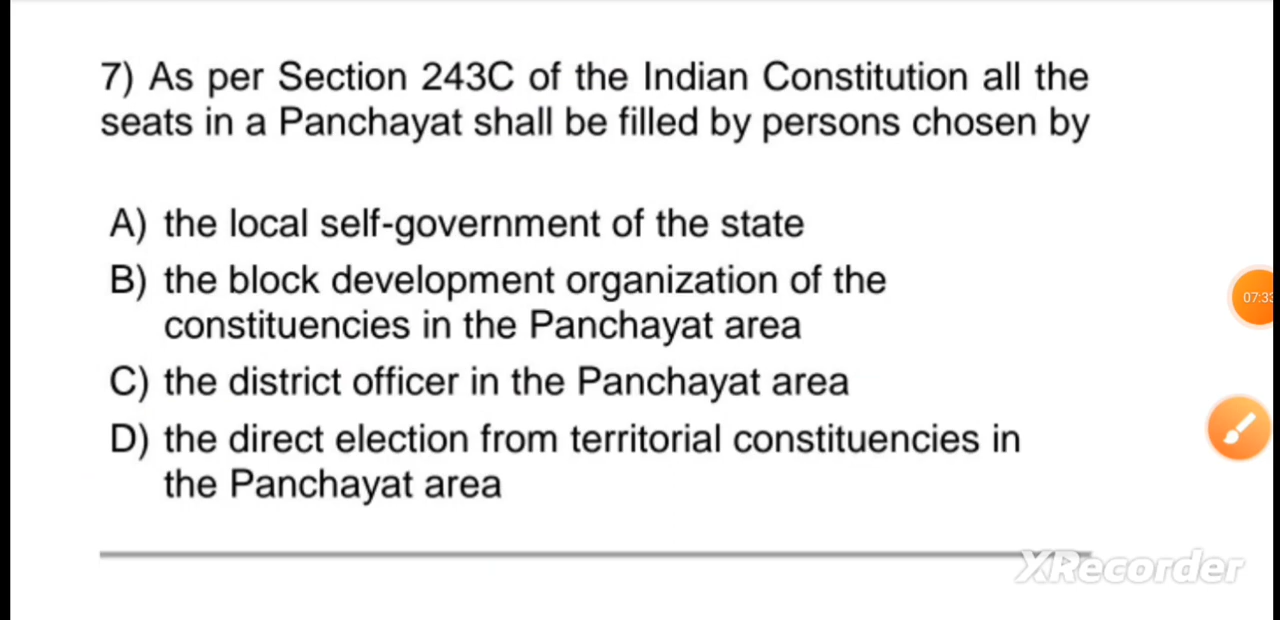 7) As per Section 243C of the Indian Constitution all the
seats in a Panchayat shall be filled by persons chosen by
A) the local self-government of the state
B) the block development organization of the
constituencies in the Panchayat area
C) the district officer in the Panchayat area
D) the direct election from territorial constituencies in
the Panchayat area
07:33
XRecorder